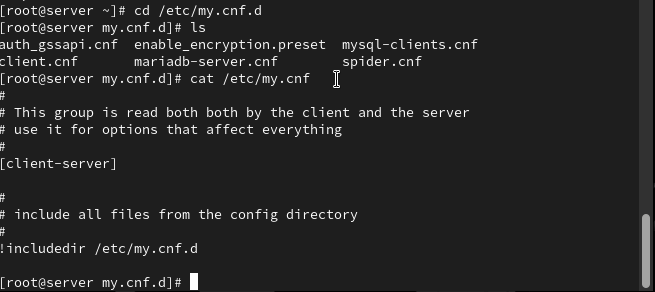 [root@server ~]# cd /etc/my.cnf.d
[root@server my.cnf.d]# ls
auth_gssapi.cnf  enable_encryption.preset  mysql-clients.cnf
client.cnf       mariadb-server.cnf        spider.cnf
[root@server my.cnf.d]# cat /etc/my.cnf
#
# This group is read both both by the client and the server
# use it for options that affect everything
#
[client-server]
#
# include all files from the config directory
#
!includedir /etc/my.cnf.d
[root@server my.cnf.d]#